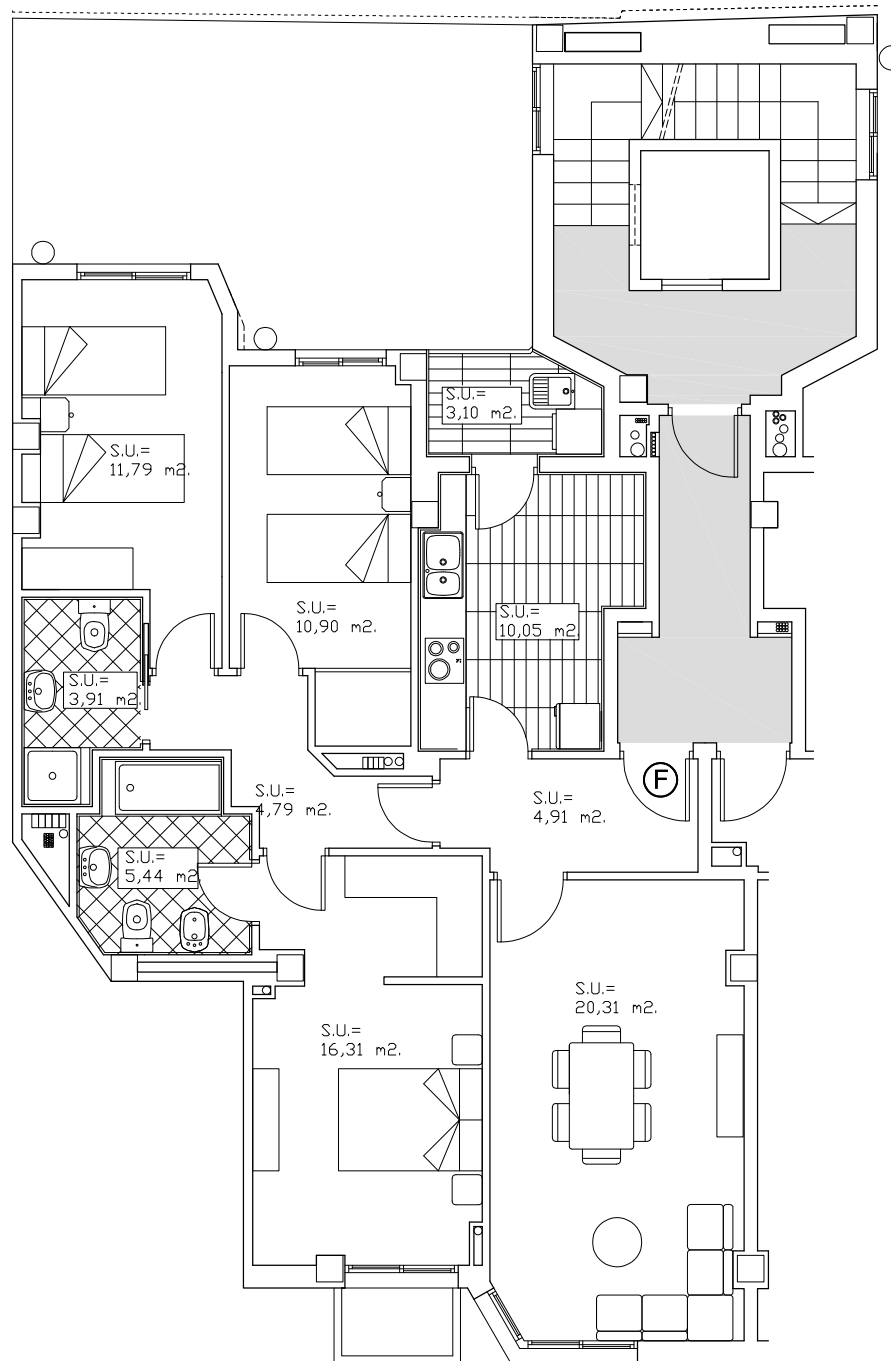 S.U.=
3,10 m2.
S.U.=
11,79 m2.
S.U.=
10,90 m2.
S.U.=
10,05 m2.
S.U.=
3,91 m2.
S.U.=
4,79 m2.
S.U.=
4,91 m2.
F
S.U.=
5,44 m2.
S.U.=
20,31 m2.
S.U.=
16,31 m2.